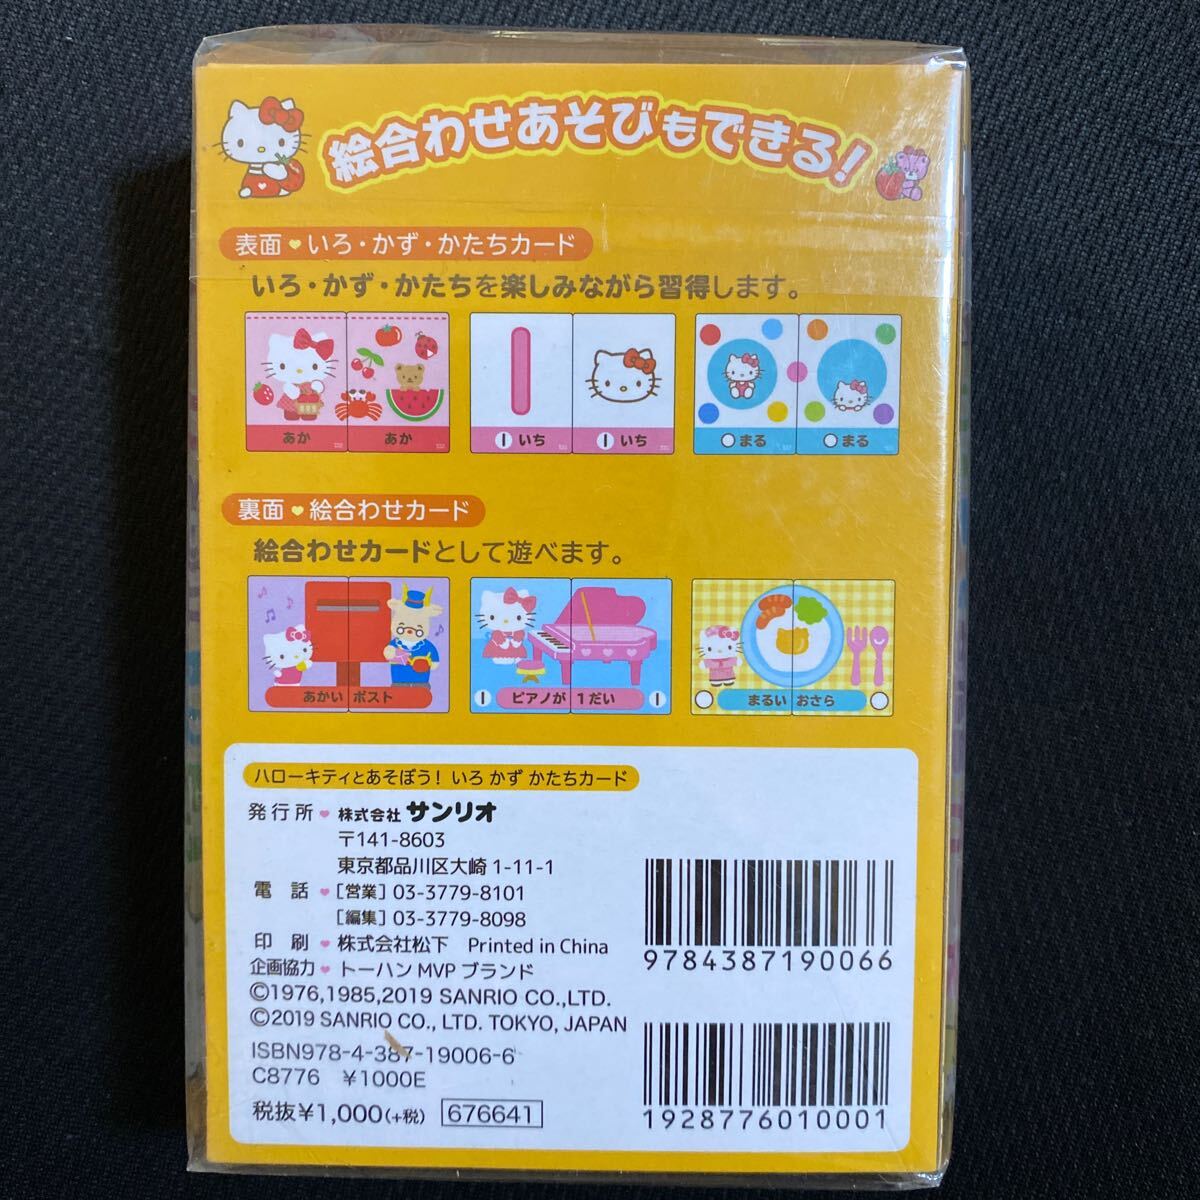 絵合わせあそびもできる!
表面 いろ・かず・かたちカード
いろ・かず・かたちを楽しみながら習得します。
あか あか
1 いち 1 いち
まる まる
裏面 絵合わせカード
絵合わせカードとして遊べます。
あかい ポスト
1 ピアノが 1だい 1
まるい おさら
ハローキティとあそぼう! いろ かず かたちカード
発行所 株式会社 サンリオ
〒141-8603
東京都品川区大崎 1-11-1
電話 [営業] 03-3779-8101
[編集] 03-3779-8098
印刷 株式会社松下 Printed in China
企画協力 トーハン MVP ブランド
©1976,1985,2019 SANRIO CO.,LTD.
©2019 SANRIO CO., LTD. TOKYO, JAPAN
ISBN978-4-387-19006-6
C8776 ¥1000E
税抜¥1,000(+税) 676641
9784387190066
1928776010001